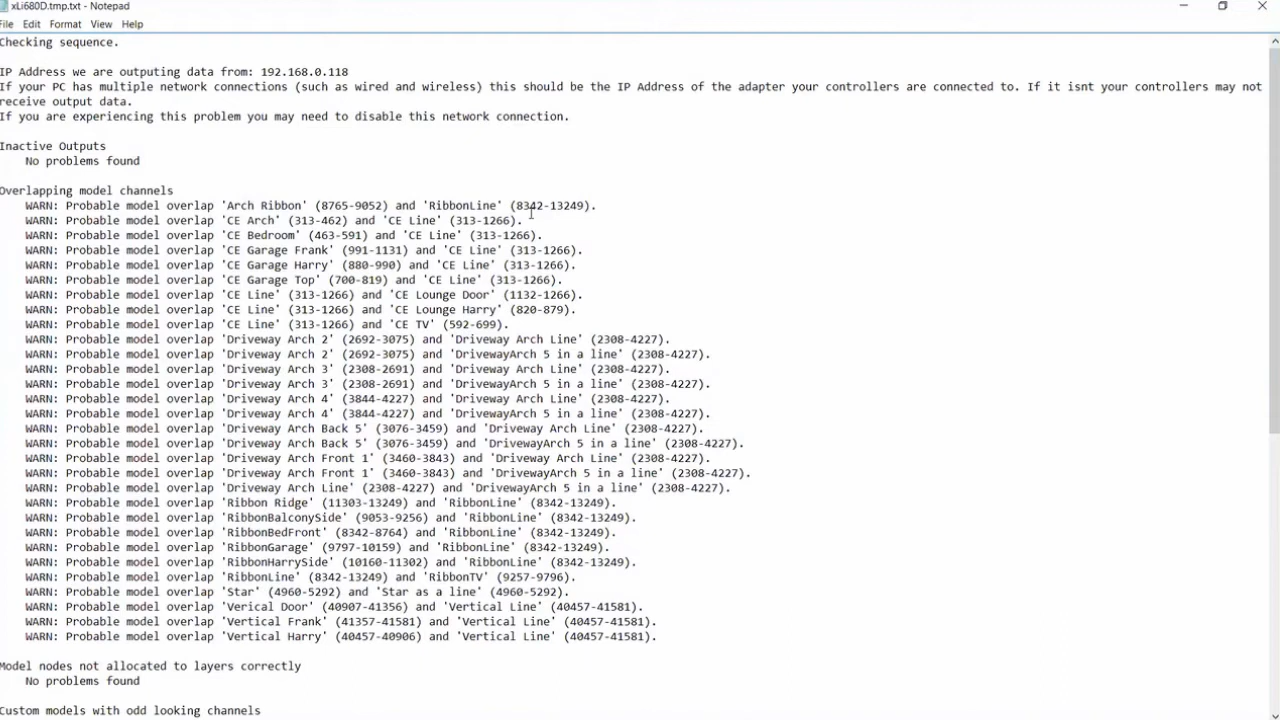 xLi680D.tmp.txt - Notepad
File Edit Format View Help
Checking sequence.
IP Address we are outputing data from: 192.168.0.118
If your PC has multiple network connections (such as wired and wireless) this should be the IP Address of the adapter your controllers are connected to. If it isnt your controllers may not
receive output data.
If you are experiencing this problem you may need to disable this network connection.
Inactive Outputs
No problems found
Overlapping model channels
WARN: Probable model overlap 'Arch Ribbon' (8765-9052) and 'RibbonLine' (8342-13249).
WARN: Probable model overlap 'CE Arch' (313-462) and 'CE Line' (313-1266).
WARN: Probable model overlap 'CE Bedroom' (463-591) and 'CE Line' (313-1266).
WARN: Probable model overlap 'CE Garage Frank' (991-1131) and 'CE Line' (313-1266).
WARN: Probable model overlap 'CE Garage Harry' (880-990) and 'CE Line' (313-1266).
WARN: Probable model overlap 'CE Garage Top' (700-819) and 'CE Line' (313-1266).
WARN: Probable model overlap 'CE Line' (313-1266) and 'CE Lounge Door' (1132-1266).
WARN: Probable model overlap 'CE Line' (313-1266) and 'CE Lounge Harry' (820-879).
WARN: Probable model overlap 'CE Line' (313-1266) and 'CE TV' (592-699).
WARN: Probable model overlap 'Driveway Arch 2' (2692-3075) and 'Driveway Arch Line' (2308-4227).
WARN: Probable model overlap 'Driveway Arch 2' (2692-3075) and 'DrivewayArch 5 in a line' (2308-4227).
WARN: Probable model overlap 'Driveway Arch 3' (2308-2691) and 'Driveway Arch Line' (2308-4227).
WARN: Probable model overlap 'Driveway Arch 3' (2308-2691) and 'DrivewayArch 5 in a line' (2308-4227).
WARN: Probable model overlap 'Driveway Arch 4' (3844-4227) and 'Driveway Arch Line' (2308-4227).
WARN: Probable model overlap 'Driveway Arch 4' (3844-4227) and 'DrivewayArch 5 in a line' (2308-4227).
WARN: Probable model overlap 'Driveway Arch Back 5' (3076-3459) and 'Driveway Arch Line' (2308-4227).
WARN: Probable model overlap 'Driveway Arch Back 5' (3076-3459) and 'DrivewayArch 5 in a line' (2308-4227).
WARN: Probable model overlap 'Driveway Arch Front 1' (3460-3843) and 'Driveway Arch Line' (2308-4227).
WARN: Probable model overlap 'Driveway Arch Front 1' (3460-3843) and 'DrivewayArch 5 in a line' (2308-4227).
WARN: Probable model overlap 'Driveway Arch Line' (2308-4227) and 'DrivewayArch 5 in a line' (2308-4227).
WARN: Probable model overlap 'Ribbon Ridge' (11303-13249) and 'RibbonLine' (8342-13249).
WARN: Probable model overlap 'RibbonBalconySide' (9053-9256) and 'RibbonLine' (8342-13249).
WARN: Probable model overlap 'RibbonBedFront' (8342-8764) and 'RibbonLine' (8342-13249).
WARN: Probable model overlap 'RibbonGarage' (9797-10159) and 'RibbonLine' (8342-13249).
WARN: Probable model overlap 'RibbonHarrySide' (10160-11302) and 'RibbonLine' (8342-13249).
WARN: Probable model overlap 'RibbonLine' (8342-13249) and 'RibbonTV' (9257-9796).
WARN: Probable model overlap 'Star' (4960-5292) and 'Star as a line' (4960-5292).
WARN: Probable model overlap 'Verical Door' (40907-41356) and 'Vertical Line' (40457-41581).
WARN: Probable model overlap 'Vertical Frank' (41357-41581) and 'Vertical Line' (40457-41581).
WARN: Probable model overlap 'Vertical Harry' (40457-40906) and 'Vertical Line' (40457-41581).
Model nodes not allocated to layers correctly
No problems found
Custom models with odd looking channels